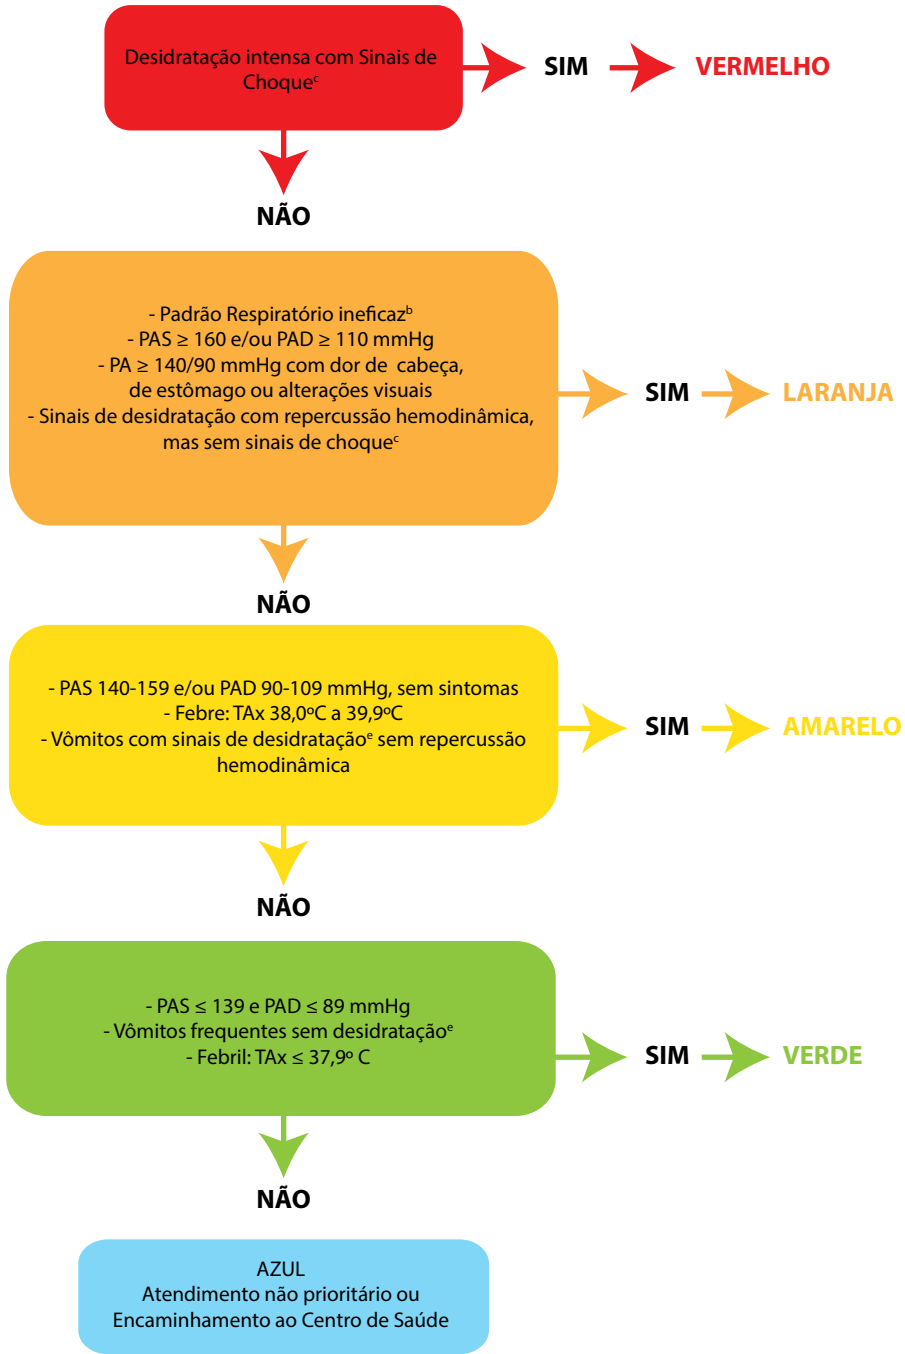 Desidratação intensa com Sinais de
Choqueᶜ
SIM
VERMELHO
NÃO
- Padrão Respiratório ineficazᵇ
- PAS ≥ 160 e/ou PAD ≥ 110 mmHg
- PA ≥ 140/90 mmHg com dor de cabeça,
de estômago ou alterações visuais
- Sinais de desidratação com repercussão hemodinâmica,
mas sem sinais de choqueᶜ
SIM
LARANJA
NÃO
- PAS 140-159 e/ou PAD 90-109 mmHg, sem sintomas
- Febre: TAx 38,0ºC a 39,9ºC
- Vômitos com sinais de desidrataçãoᵉ sem repercussão
hemodinâmica
SIM
AMARELO
NÃO
- PAS ≤ 139 e PAD ≤ 89 mmHg
- Vômitos frequentes sem desidrataçãoᵉ
- Febril: TAx ≤ 37,9º C
SIM
VERDE
NÃO
AZUL
Atendimento não prioritário ou
Encaminhamento ao Centro de Saúde